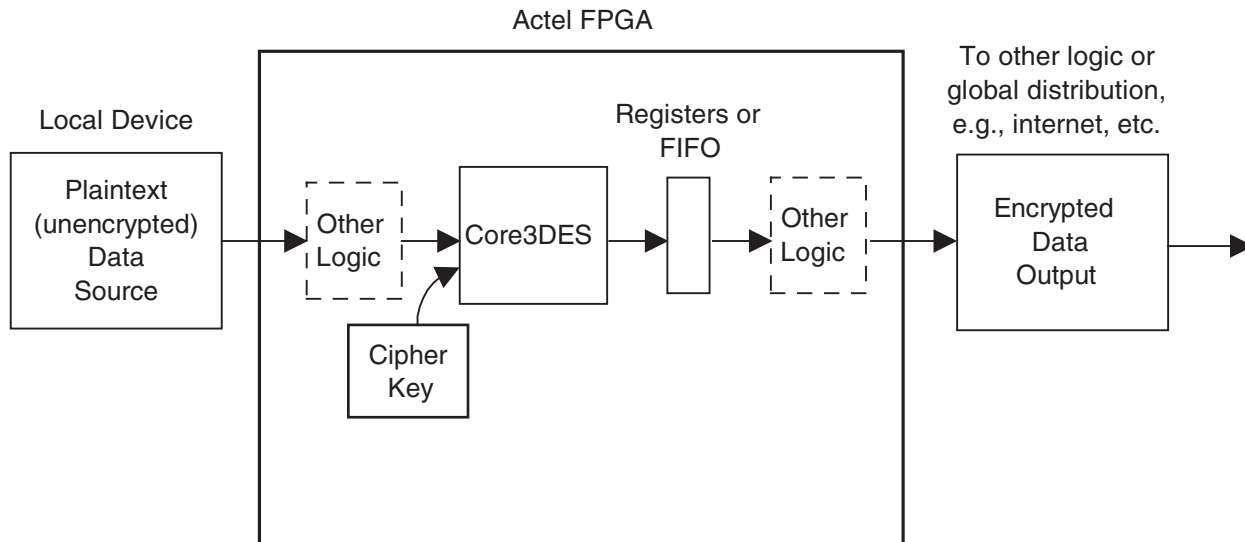 Actel FPGA
To other logic or
global distribution,
e.g., internet, etc.
Local Device
Registers or
FIFO
Plaintext
(unencrypted)
Data
Source
Other
Logic
Core3DES
Other
Logic
Encrypted
Data
Output
Cipher
Key